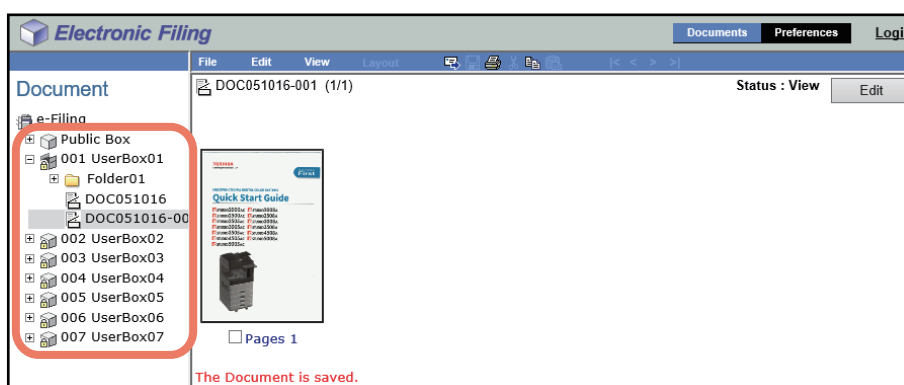 Electronic Filing
Documents Preferences Logi
File Edit View Layout |< < > >|
Document
DOC051016-001 (1/1)
Status : View
Edit
e-Filing
Public Box
001 UserBox01
Folder01
DOC051016
DOC051016-00
002 UserBox02
003 UserBox03
004 UserBox04
005 UserBox05
006 UserBox06
007 UserBox07
TOSHIBA
First
Quick Start Guide
Pages 1
The Document is saved.